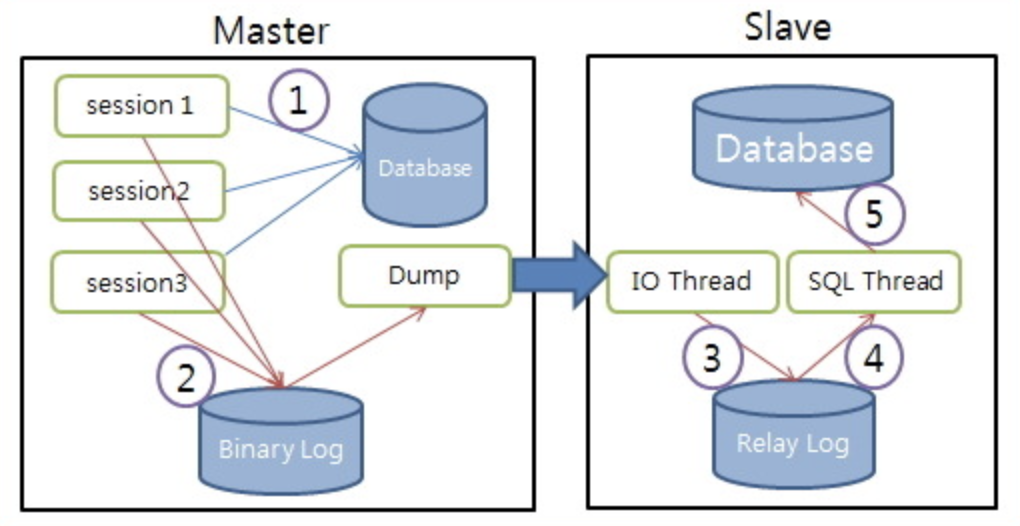 Master
Slave
session 1
1
Database
session2
session3
Dump
2
Binary Log
Database
5
IO Thread
SQL Thread
3
4
Relay Log